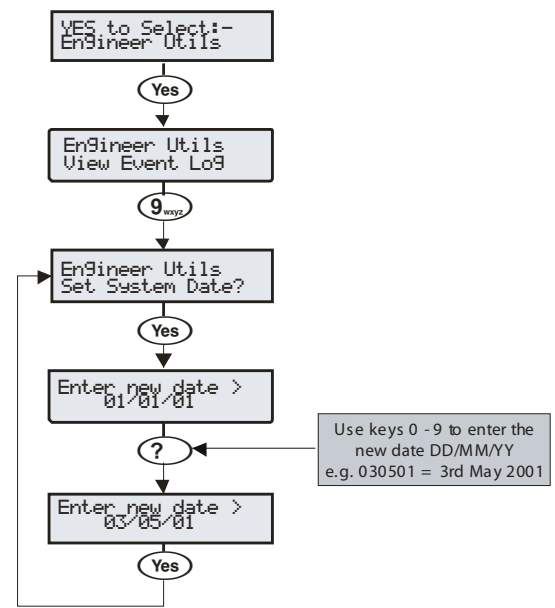 YES to Select:-
Engineer Utils
Yes
Engineer Utils
View Event Log
9wxyz
Engineer Utils
Set System Date?
Yes
Enter new date >
01/01/01
?
Use keys 0 - 9 to enter the
new date DD/MM/YY
e.g. 030501 = 3rd May 2001
Enter new date >
03/05/01
Yes